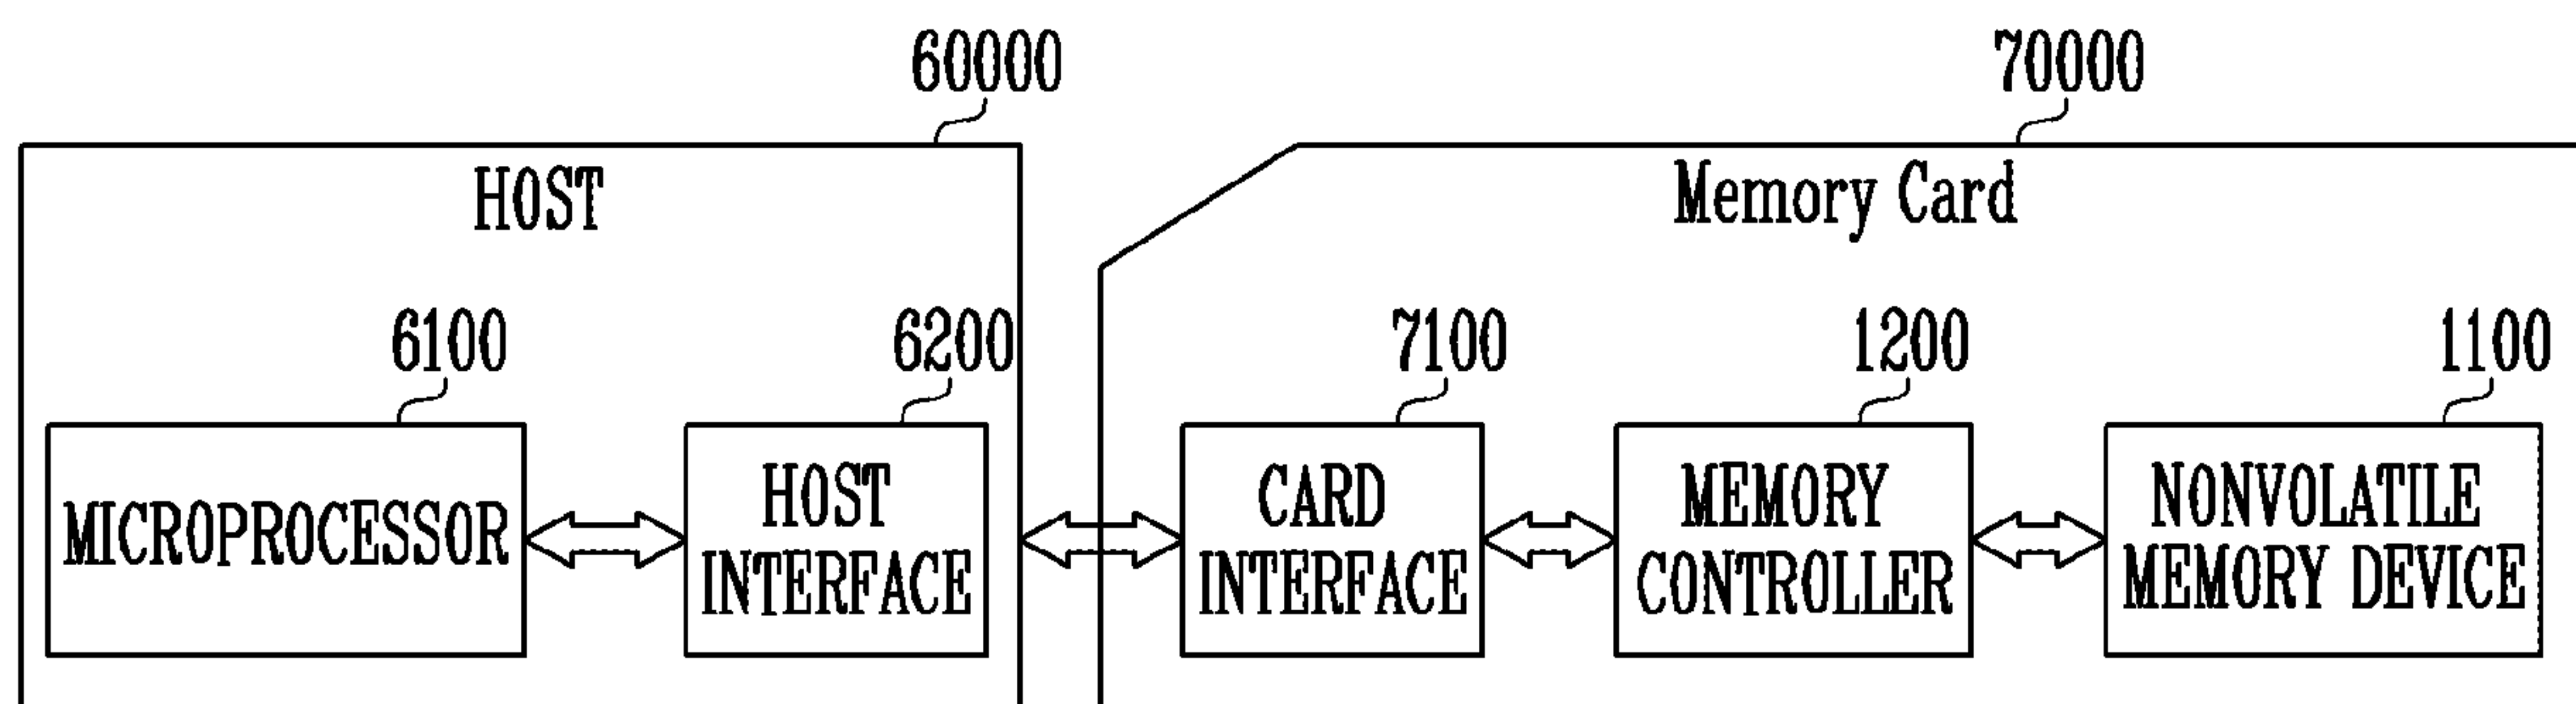 60000
70000
HOST
Memory Card
6100
6200
7100
1200
1100
MICROPROCESSOR
HOST
INTERFACE
CARD
INTERFACE
MEMORY
CONTROLLER
NONVOLATILE
MEMORY DEVICE